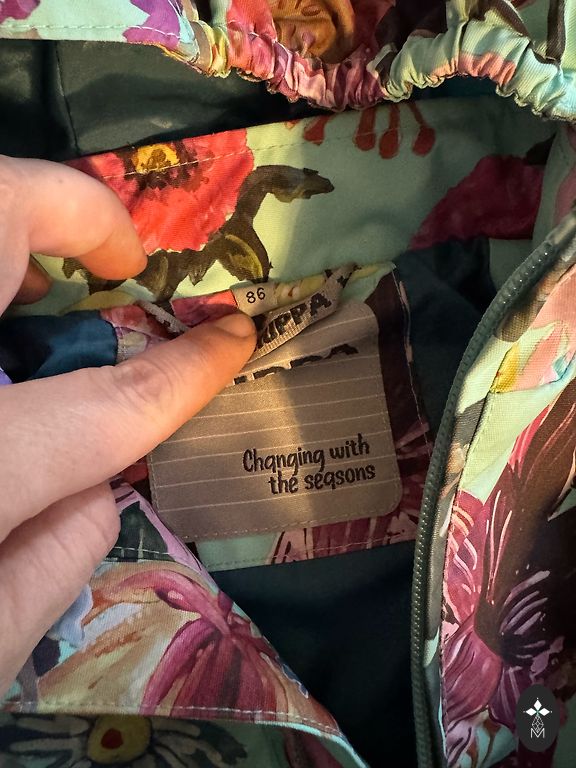 86
Changing with
the seasons